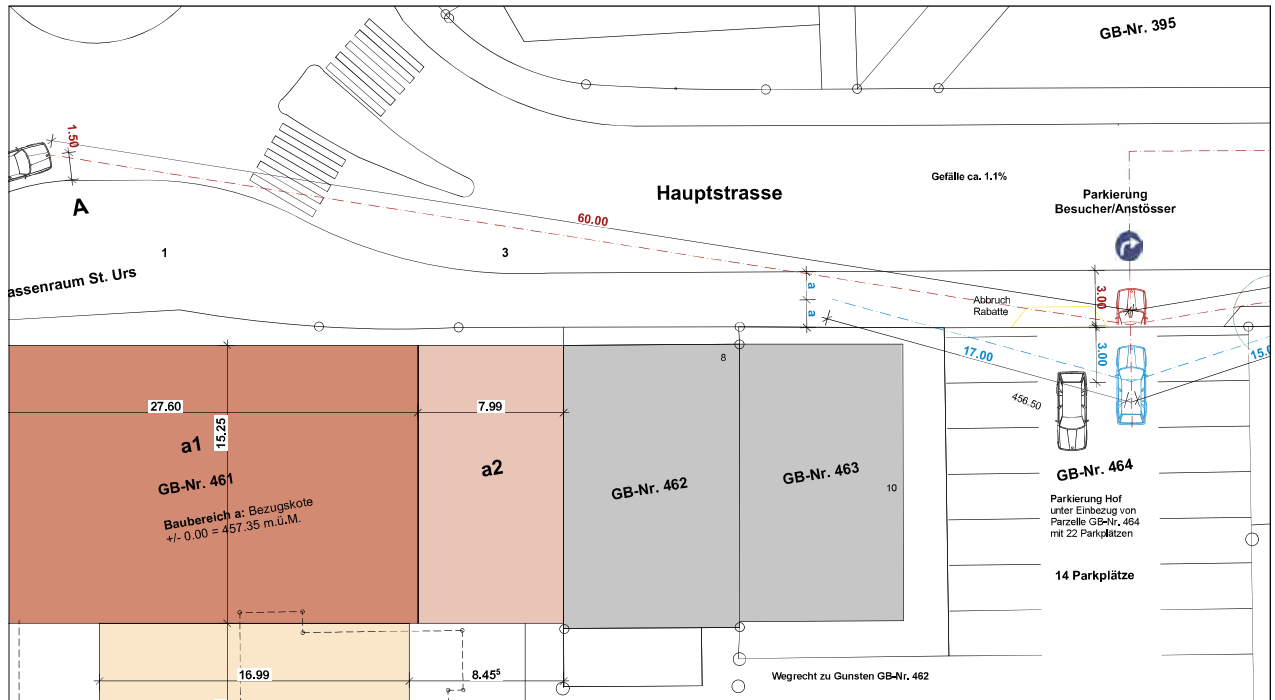 GB-Nr. 395
1.50
A
Hauptstrasse
Gefälle ca. 1.1%
Parkierung
Besucher/Anstösser
60.00
1
3
assenraum St. Urs
a
a
Abbruch
Rabatte
3.00
8
17.00
3.00
15.0
27.60
7.99
15.25
456.50
a1
a2
GB-Nr. 461
GB-Nr. 462
GB-Nr. 463
GB-Nr. 464
10
Baubereich a: Bezugskote
+/- 0.00 = 457.35 m.ü.M.
Parkierung Hof
unter Einbezug von
Parzelle GB-Nr. 464
mit 22 Parkplätzen
14 Parkplätze
16.99
8.45⁵
Wegrecht zu Gunsten GB-Nr. 462